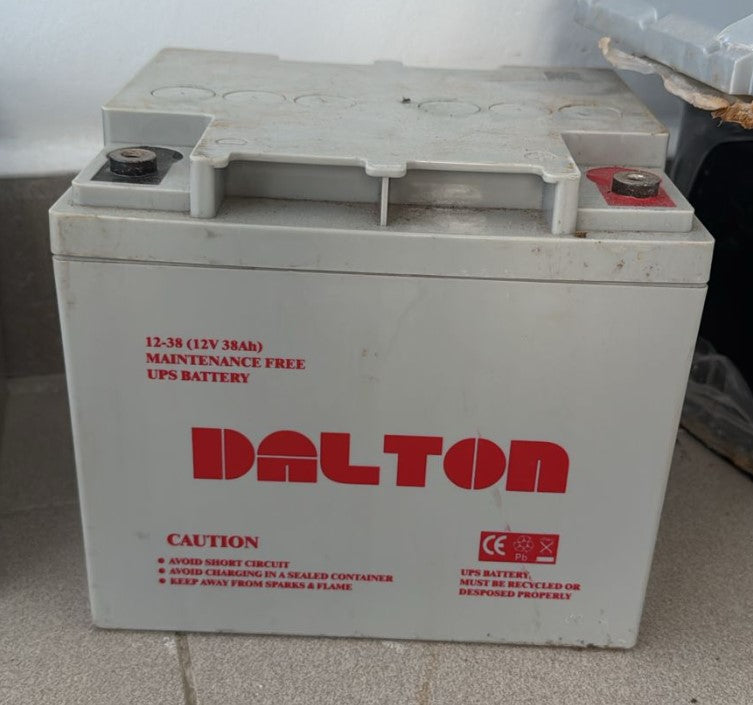 12-38 (12V 38Ah)
MAINTENANCE FREE
UPS BATTERY
DALTON
CAUTION
• AVOID SHORT CIRCUIT
• AVOID CHARGING IN A SEALED CONTAINER
• KEEP AWAY FROM SPARKS & FLAME
CE
Pb
UPS BATTERY,
MUST BE RECYCLED OR
DESPOSED PROPERLY